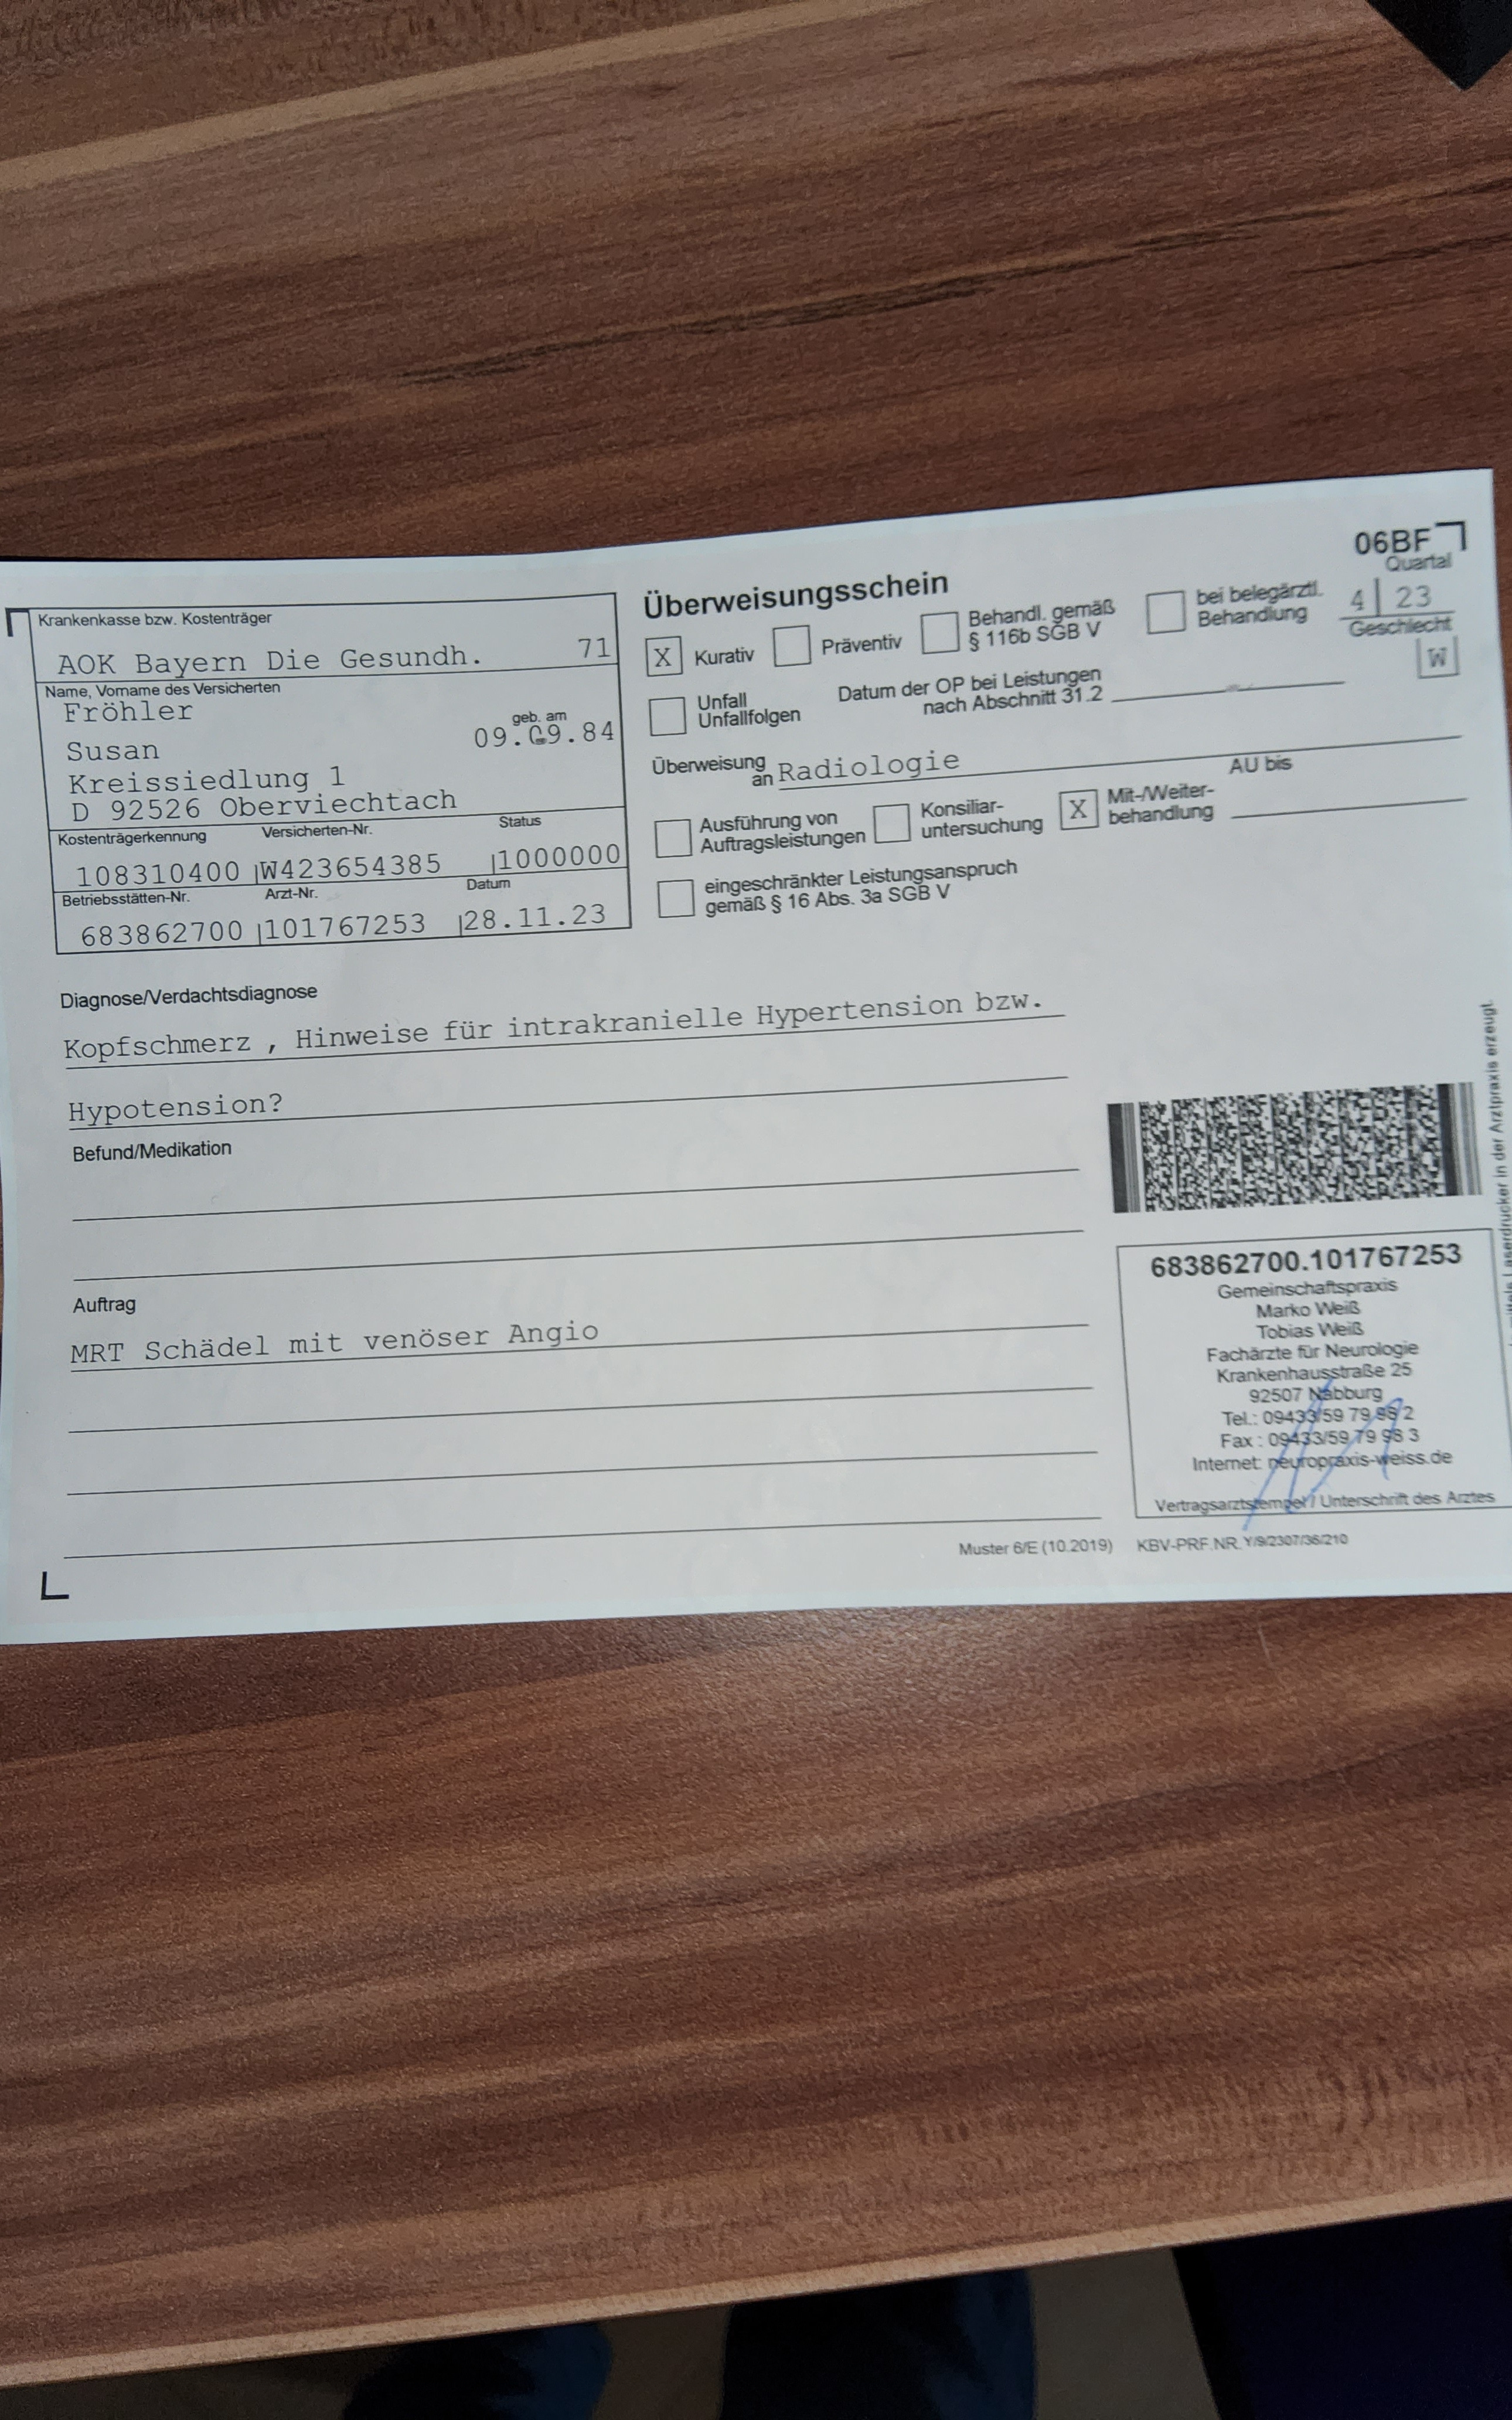 06BF
Quartal
4 23
Geschlecht
W
Krankenkasse bzw. Kostenträger
AOK Bayern Die Gesundh. 71
Name, Vorname des Versicherten
Fröhler
geb. am
Susan 09.09.84
Kreissiedlung 1
D 92526 Oberviechtach
Kostenträgerkennung Versicherten-Nr. Status
108310400 W423654385 1000000
Betriebsstätten-Nr. Arzt-Nr. Datum
683862700 101767253 28.11.23
Überweisungsschein
X Kurativ Präventiv Behandl. gemäß § 116b SGB V bei belegärztl. Behandlung
Unfall
Unfallfolgen
Datum der OP bei Leistungen
nach Abschnitt 31.2
Überweisung
an Radiologie
AU bis
Ausführung von
Auftragsleistungen
Konsiliar-
untersuchung
X Mit-/Weiter-
behandlung
eingeschränkter Leistungsanspruch
gemäß § 16 Abs. 3a SGB V
Diagnose/Verdachtsdiagnose
Kopfschmerz , Hinweise für intrakranielle Hypertension bzw.
Hypotension?
Befund/Medikation
Auftrag
MRT Schädel mit venöser Angio
683862700.101767253
Gemeinschaftspraxis
Marko Weiß
Tobias Weiß
Fachärzte für Neurologie
Krankenhausstraße 25
92507 Nabburg
Tel.: 09433/59 79 98 2
Fax : 09433/59 79 98 3
Internet: neuropraxis-weiss.de
Vertragsarztstempel / Unterschrift des Arztes
Muster 6/E (10.2019) KBV-PRF.NR. Y/9/2307/36/210
Laserdrucker in der Arztpraxis erzeugt.